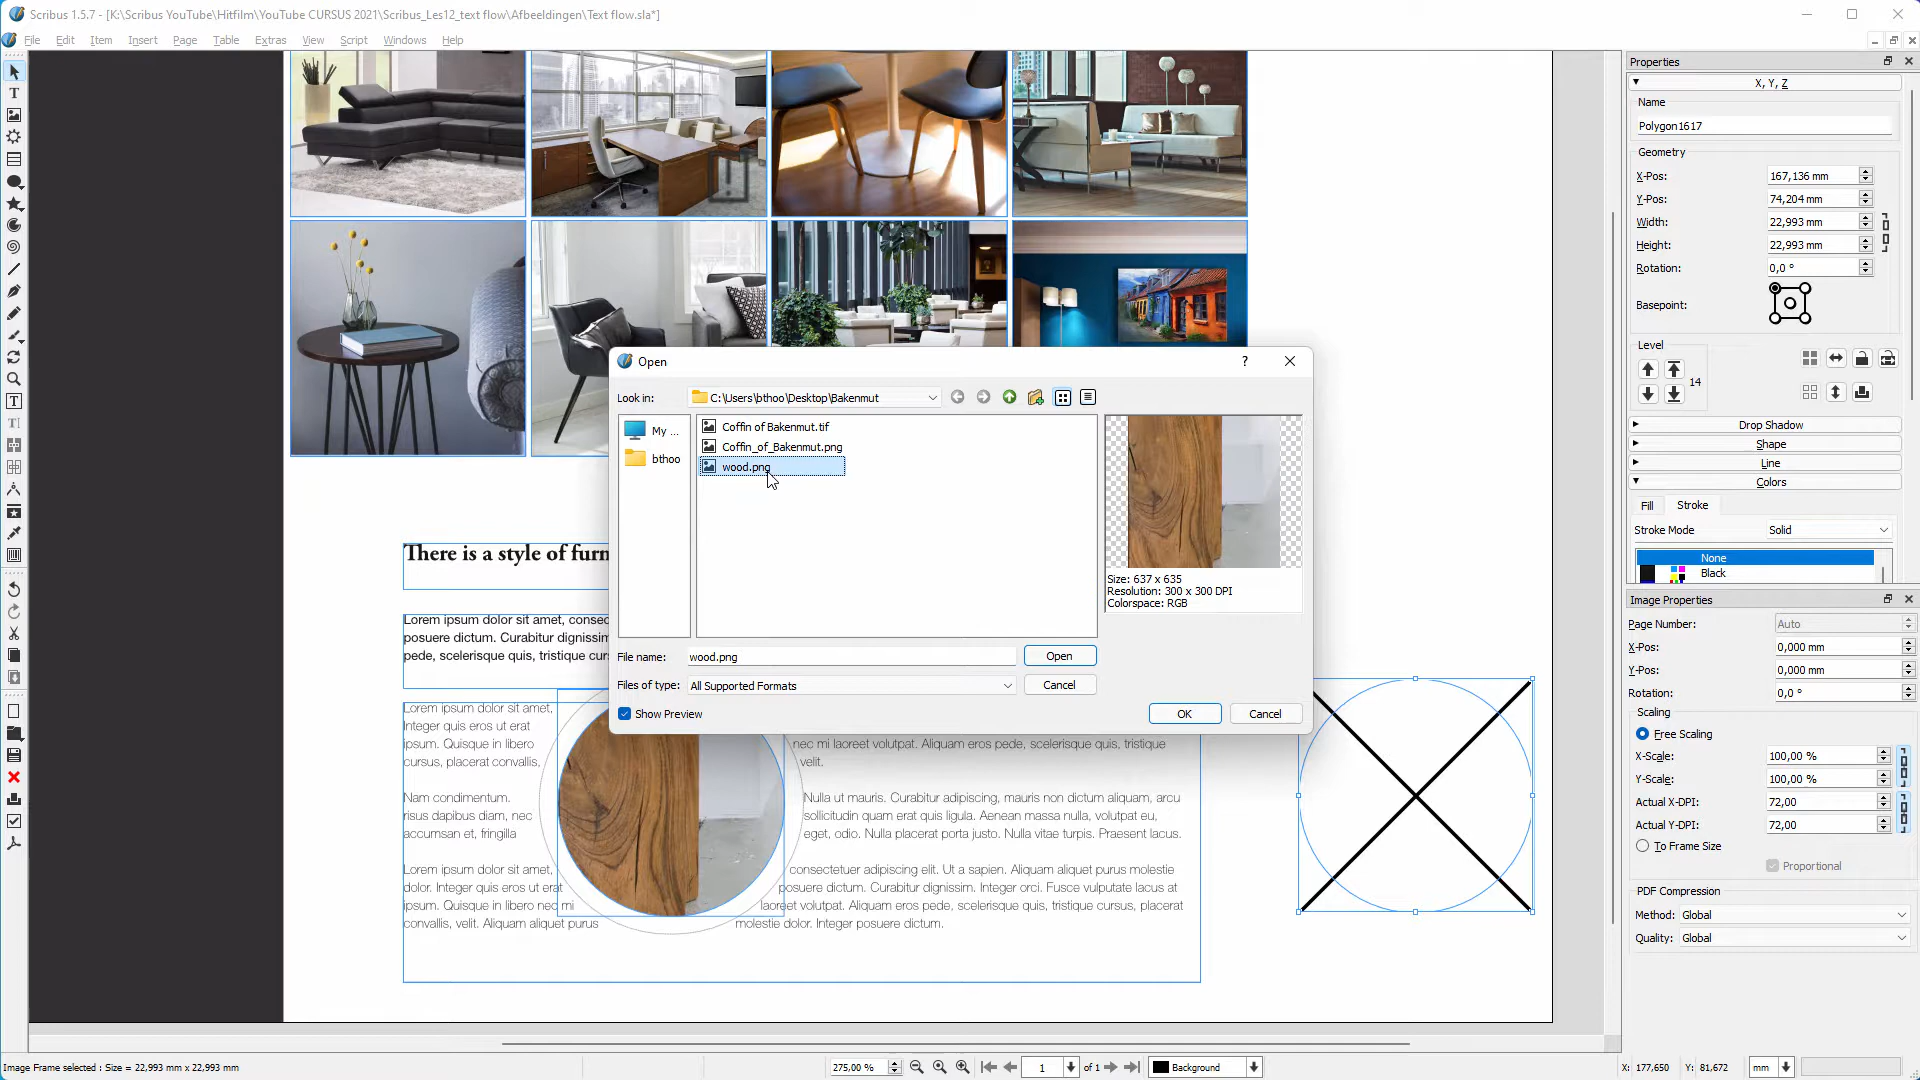 Scribus 1.5.7 - [K:\Scribus YouTube\Hitfilm\YouTube CURSUS 2021\Scribus_Les12_text flow\Afbeeldingen\Text flow.sla*]
File Edit Item Insert Page Table Extras View Script Windows Help
Properties
X, Y, Z
Name
Polygon1617
Geometry
X-Pos: 167,136 mm
Y-Pos: 74,204 mm
Width: 22,993 mm
Height: 22,993 mm
Rotation: 0,0 °
Basepoint:
Level
14
Drop Shadow
Shape
Line
Colors
Fill Stroke
Stroke Mode Solid
None
Black
Image Properties
Page Number: Auto
X-Pos: 0,000 mm
Y-Pos: 0,000 mm
Rotation: 0,0 °
Scaling
Free Scaling
X-Scale: 100,00 %
Y-Scale: 100,00 %
Actual X-DPI: 72,00
Actual Y-DPI: 72,00
To Frame Size
Proportional
PDF Compression
Method: Global
Quality: Global
Open
?
Look in: C:\Users\bthoo\Desktop\Bakenmut
My ...
bthoo
Coffin of Bakenmut.tif
Coffin_of_Bakenmut.png
wood.png
Size: 637 x 635
Resolution: 300 x 300 DPI
Colorspace: RGB
File name: wood.png Open
Files of type: All Supported Formats Cancel
Show Preview OK Cancel
There is a style of furn
Lorem ipsum dolor sit amet, consec
posuere dictum. Curabitur dignissim
pede, scelerisque quis, tristique curs
Lorem ipsum dolor sit amet,
Integer quis eros ut erat
ipsum. Quisque in libero nec mi laoreet volutpat. Aliquam eros pede, scelerisque quis, tristique
cursus, placerat convallis, velit.
Nam condimentum. Nulla ut mauris. Curabitur adipiscing, mauris non dictum aliquam, arcu
risus dapibus diam, nec sollicitudin quam erat quis ligula. Aenean massa nulla, volutpat eu,
accumsan et, fringilla eget, odio. Nulla placerat porta justo. Nulla vitae turpis. Praesent lacus.
Lorem ipsum dolor sit amet, consectetuer adipiscing elit. Ut a sapien. Aliquam aliquet purus molestie
dolor. Integer quis eros ut erat posuere dictum. Curabitur dignissim. Integer orci. Fusce vulputate lacus at
ipsum. Quisque in libero nec mi laoreet volutpat. Aliquam eros pede, scelerisque quis, tristique cursus, placerat
convallis, velit. Aliquam aliquet purus molestie dolor. Integer posuere dictum.
Image Frame selected : Size = 22,993 mm x 22,993 mm
275,00 %
1 of 1
Background
X: 177,650 Y: 81,672 mm